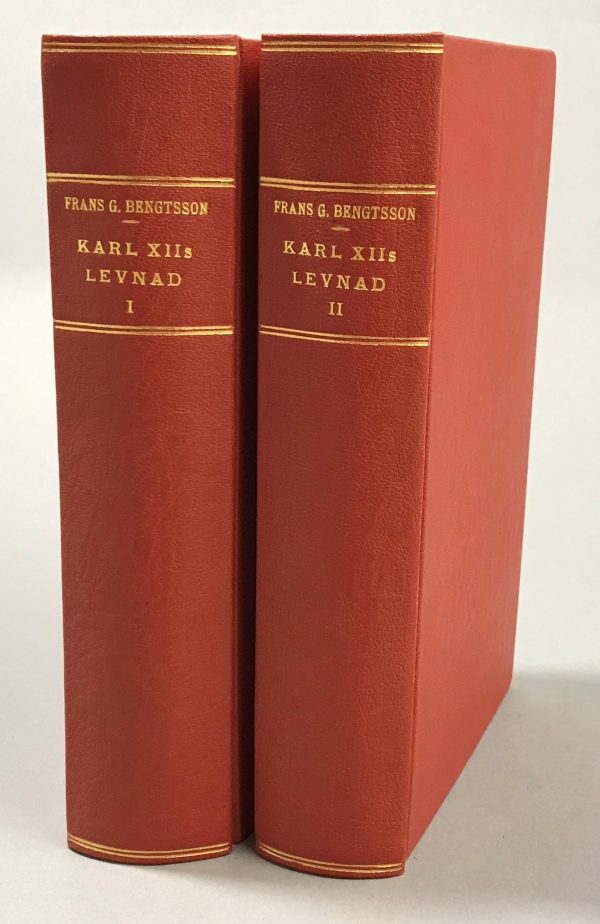 FRANS G. BENGTSSON
KARL XIIs
LEVNAD
I
FRANS G. BENGTSSON
KARL XIIs
LEVNAD
II